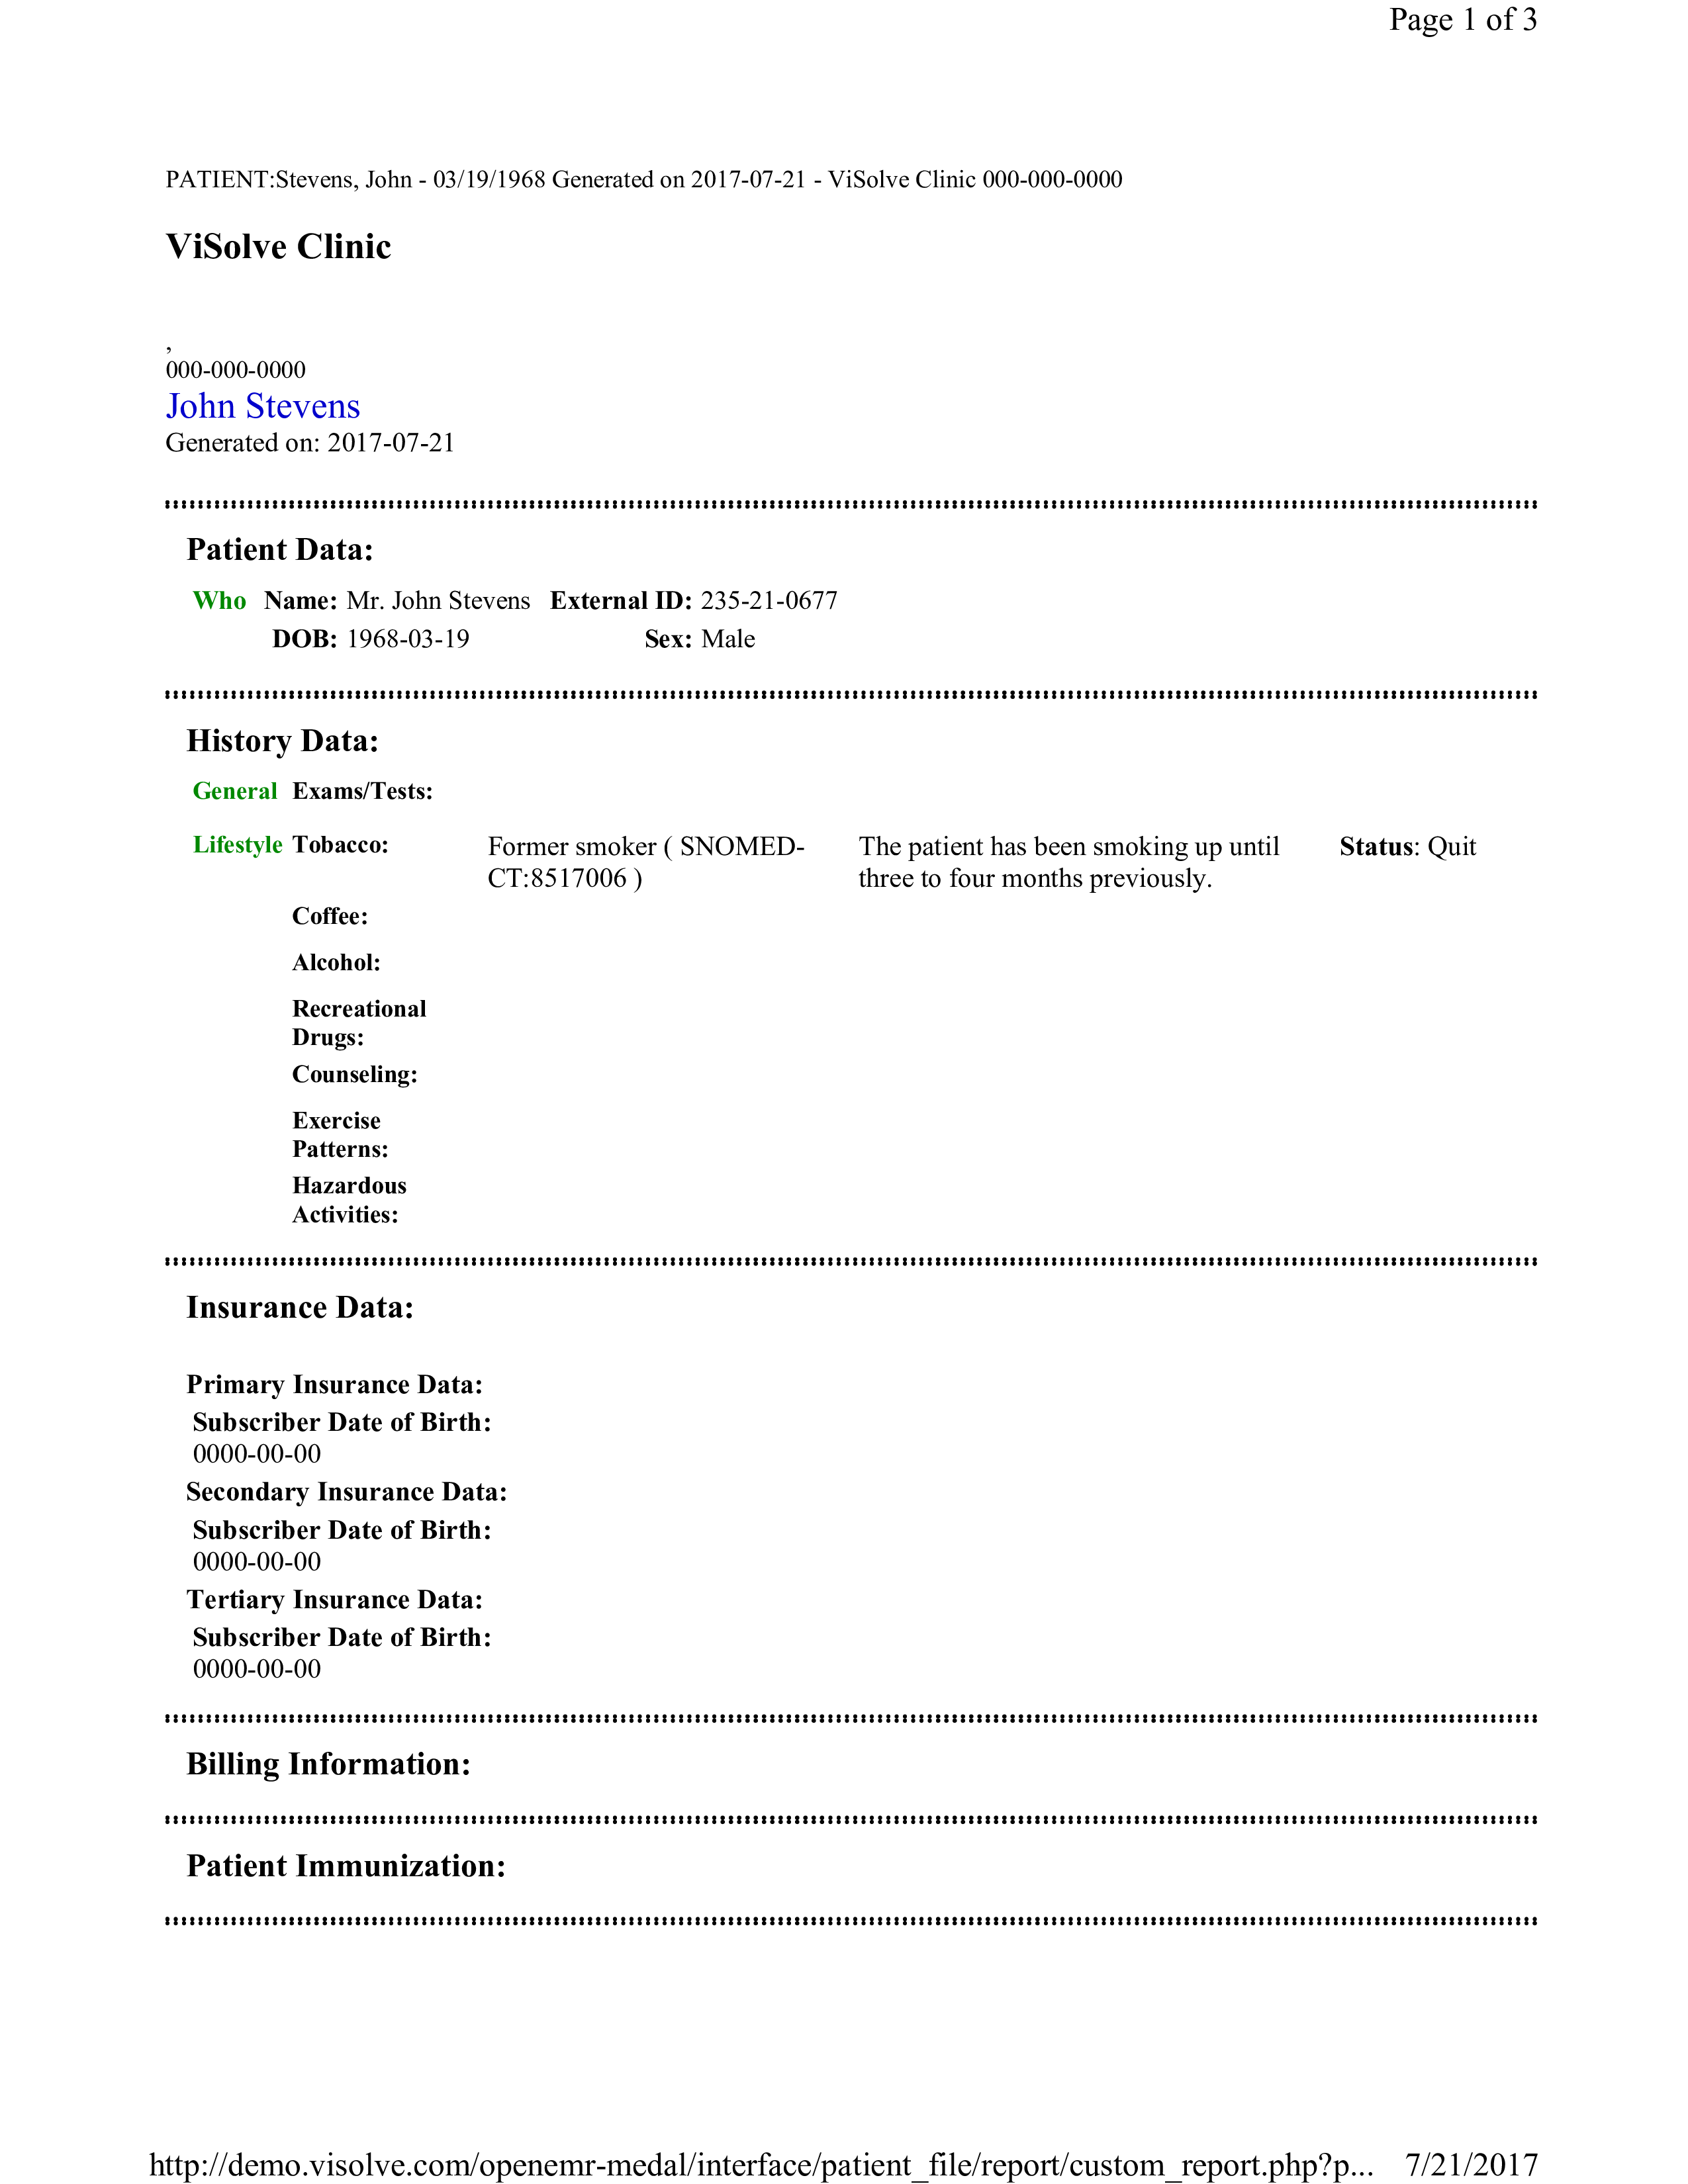 Page 1 of 3
PATIENT:Stevens, John - 03/19/1968 Generated on 2017-07-21 - ViSolve Clinic 000-000-0000
ViSolve Clinic
,
000-000-0000
John Stevens
Generated on: 2017-07-21
Patient Data:
Who Name: Mr. John Stevens External ID: 235-21-0677
DOB: 1968-03-19 Sex: Male
History Data:
General Exams/Tests:
Lifestyle Tobacco: Former smoker ( SNOMED- The patient has been smoking up until Status: Quit
CT:8517006 ) three to four months previously.
Coffee:
Alcohol:
Recreational
Drugs:
Counseling:
Exercise
Patterns:
Hazardous
Activities:
Insurance Data:
Primary Insurance Data:
Subscriber Date of Birth:
0000-00-00
Secondary Insurance Data:
Subscriber Date of Birth:
0000-00-00
Tertiary Insurance Data:
Subscriber Date of Birth:
0000-00-00
Billing Information:
Patient Immunization:
http://demo.visolve.com/openemr-medal/interface/patient_file/report/custom_report.php?p... 7/21/2017